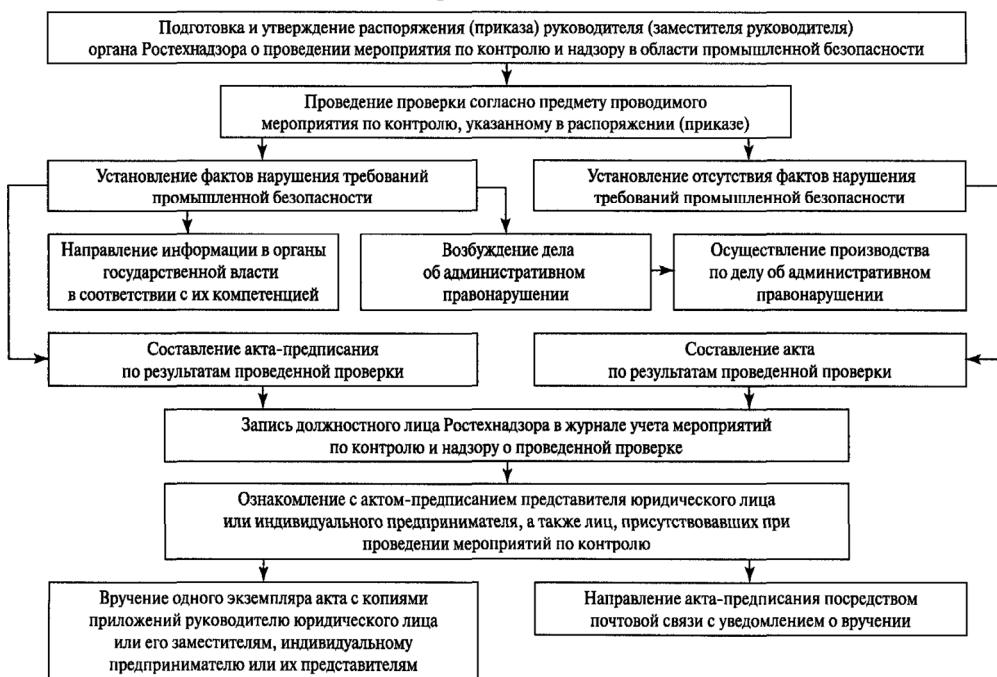 Подготовка и утверждение распоряжения (приказа) руководителя (заместителя руководителя)
органа Ростехнадзора о проведении мероприятия по контролю и надзору в области промышленной безопасности
Проведение проверки согласно предмету проводимого
мероприятия по контролю, указанному в распоряжении (приказе)
Установление фактов нарушения требований
промышленной безопасности
Установление отсутствия фактов нарушения
требований промышленной безопасности
Направление информации в органы
государственной власти
в соответствии с их компетенцией
Возбуждение дела
об административном
правонарушении
Осуществление производства
по делу об административном
правонарушении
Составление акта-предписания
по результатам проведенной проверки
Составление акта
по результатам проведенной проверки
Запись должностного лица Ростехнадзора в журнале учета мероприятий
по контролю и надзору о проведенной проверке
Ознакомление с актом-предписанием представителя юридического лица
или индивидуального предпринимателя, а также лиц, присутствовавших при
проведении мероприятий по контролю
Вручение одного экземпляра акта с копиями
приложений руководителю юридического лица
или его заместителям, индивидуальному
предпринимателю или их представителям
Направление акта-предписания посредством
почтовой связи с уведомлением о вручении